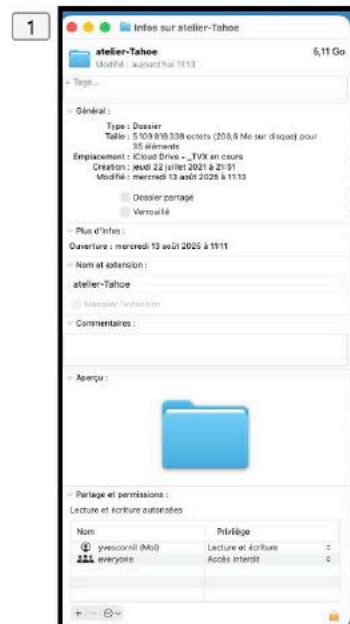 1
Infos sur atelier-Tahoe
atelier-Tahoe 5,11 Go
Modifié : aujourd'hui 11:13
+ Tags...
Général :
Type : Dossier
Taille : 5 109 818 338 octets (200,6 Mo sur disque) pour
35 éléments
Emplacement : iCloud Drive - _TVX en cours
Création : jeudi 22 juillet 2021 à 21:51
Modifié : mercredi 13 août 2025 à 11:13
Dossier partagé
Verrouillé
Plus d'infos :
Ouverture : mercredi 13 août 2025 à 11:11
Nom et extension :
atelier-Tahoe
Masquer l'extension
Commentaires :
Aperçu :
Partage et permissions :
Lecture et écriture autorisées
Nom Privilège
yvescornil (Moi) Lecture et écriture
everyone Accès interdit